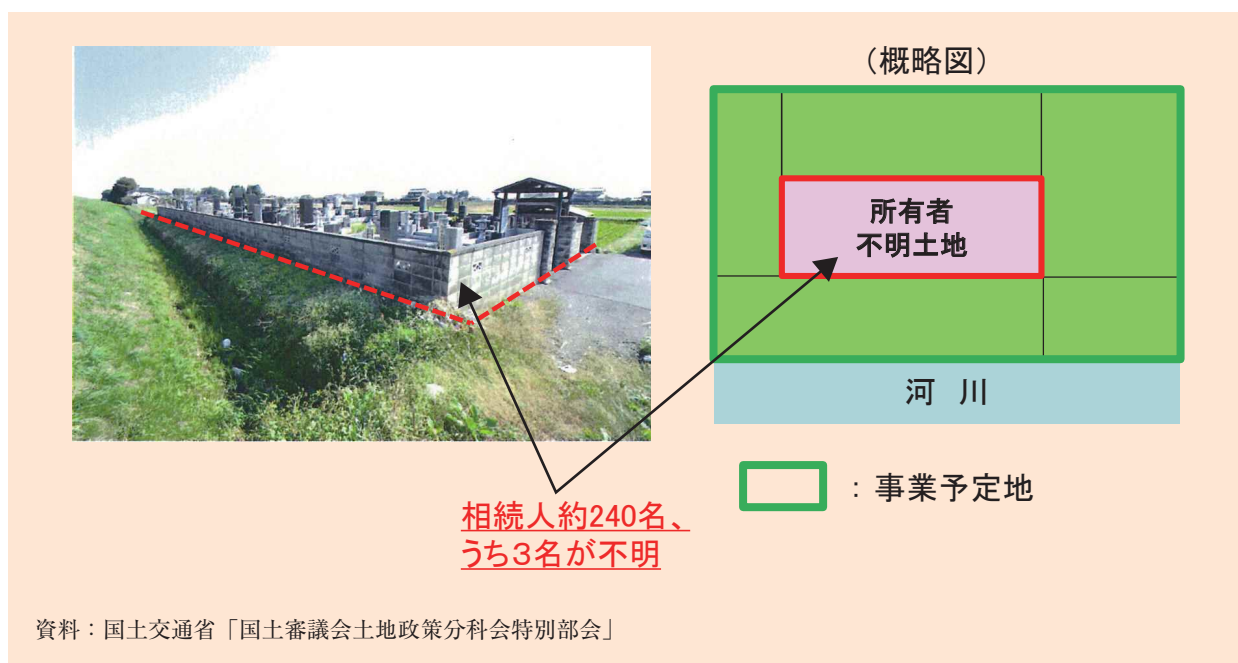 （概略図）
所有者
不明土地
河　川
：事業予定地
相続人約240名、
うち３名が不明
資料：国土交通省「国土審議会土地政策分科会特別部会」